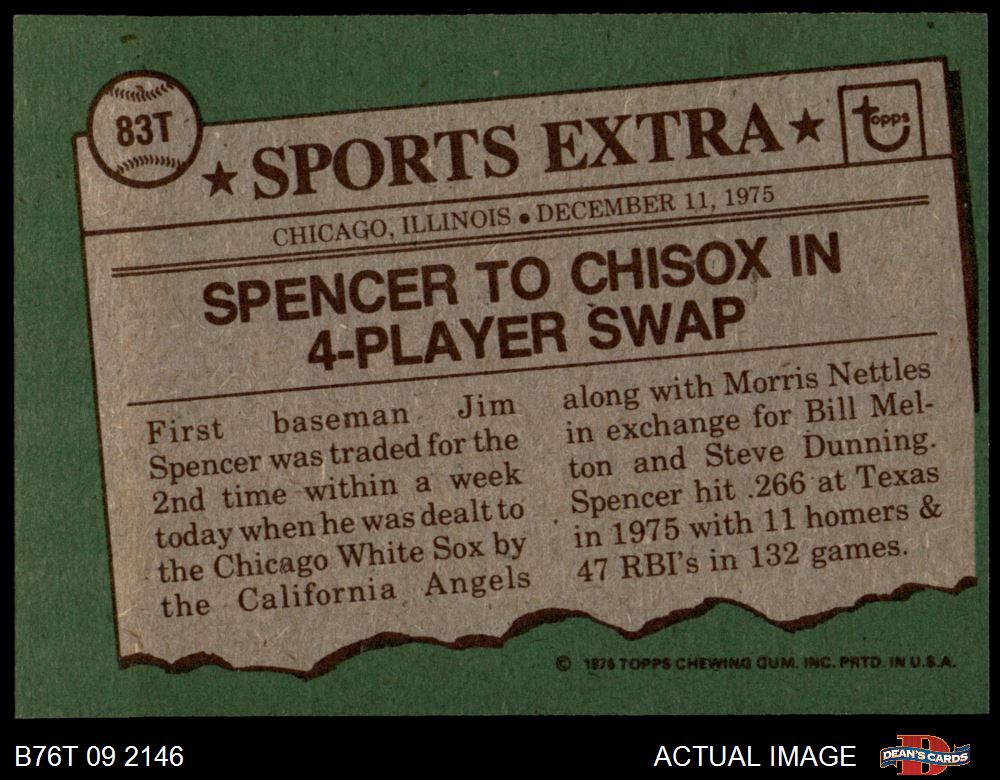 83T
★ SPORTS EXTRA ★
topps
CHICAGO, ILLINOIS • DECEMBER 11, 1975
SPENCER TO CHISOX IN
4-PLAYER SWAP
First baseman Jim
Spencer was traded for the
2nd time within a week
today when he was dealt to
the Chicago White Sox by
the California Angels
along with Morris Nettles
in exchange for Bill Mel-
ton and Steve Dunning.
Spencer hit .266 at Texas
in 1975 with 11 homers &
47 RBI's in 132 games.
© 1976 TOPPS CHEWING GUM, INC. PRTD. IN U.S.A.
B76T 09 2146
ACTUAL IMAGE
DEAN'S CARDS